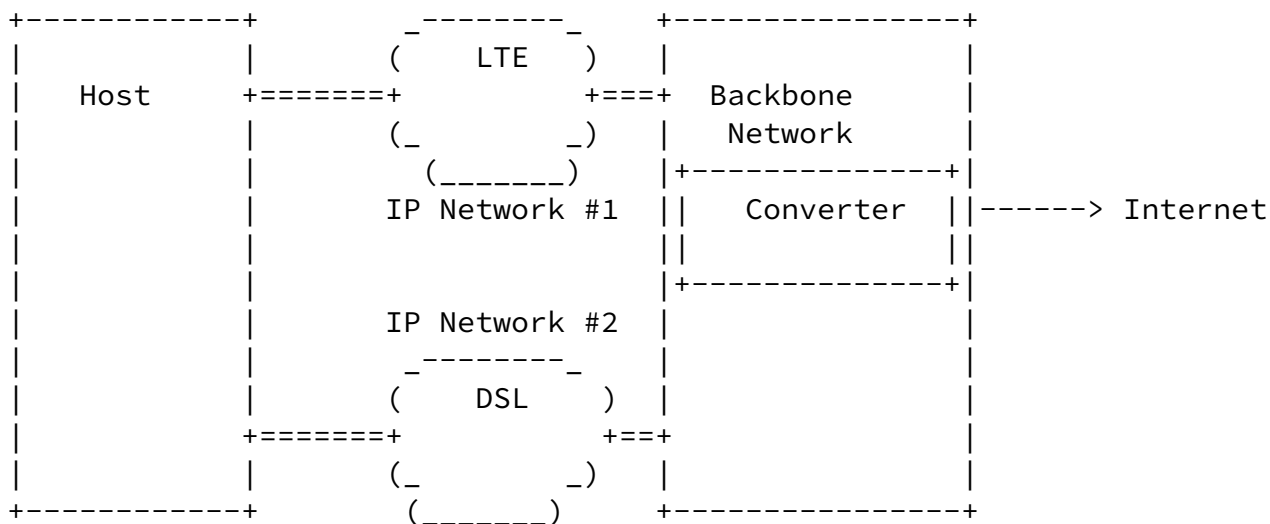 LTE
Host Backbone
Network
IP Network #1 Converter ------> Internet
IP Network #2
DSL